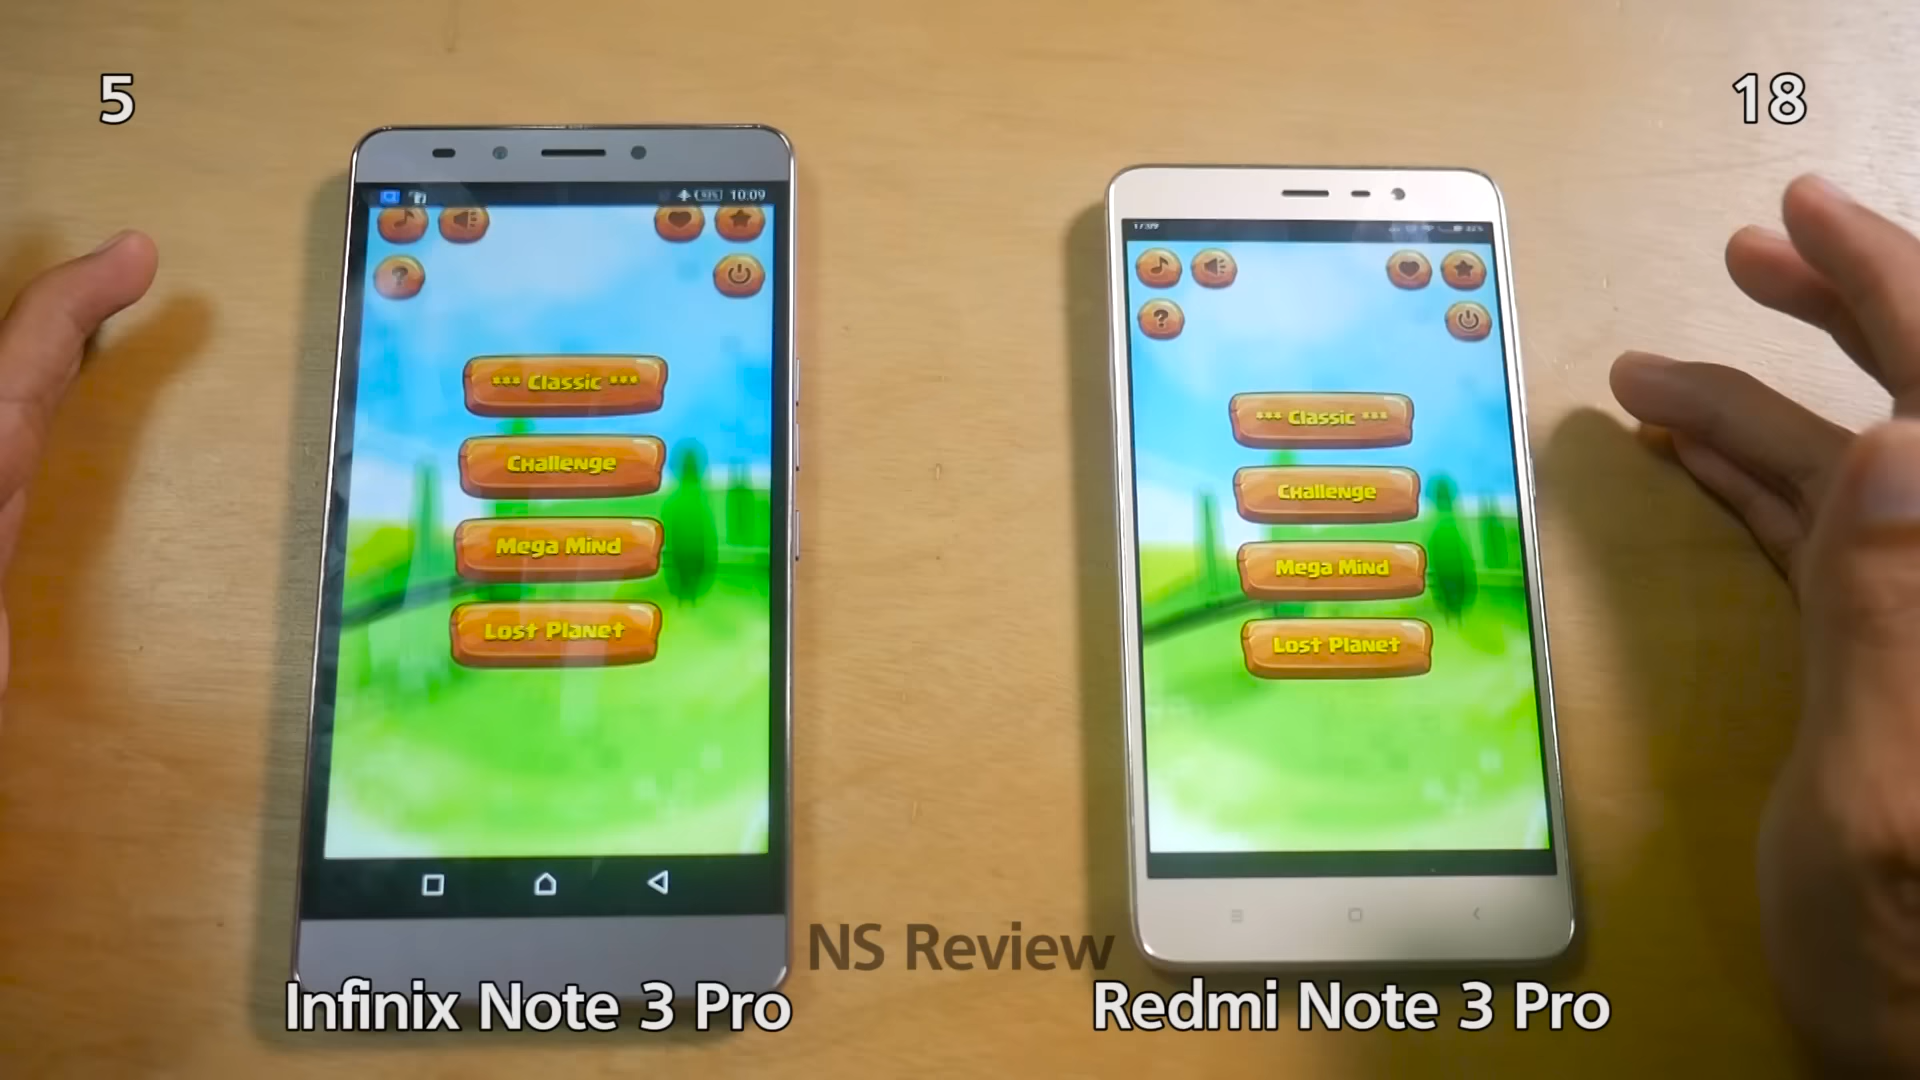 5
18
10:09
*** Classic ***
Challenge
Mega Mind
Lost Planet
*** Classic ***
Challenge
Mega Mind
Lost Planet
NS Review
Infinix Note 3 Pro
Redmi Note 3 Pro